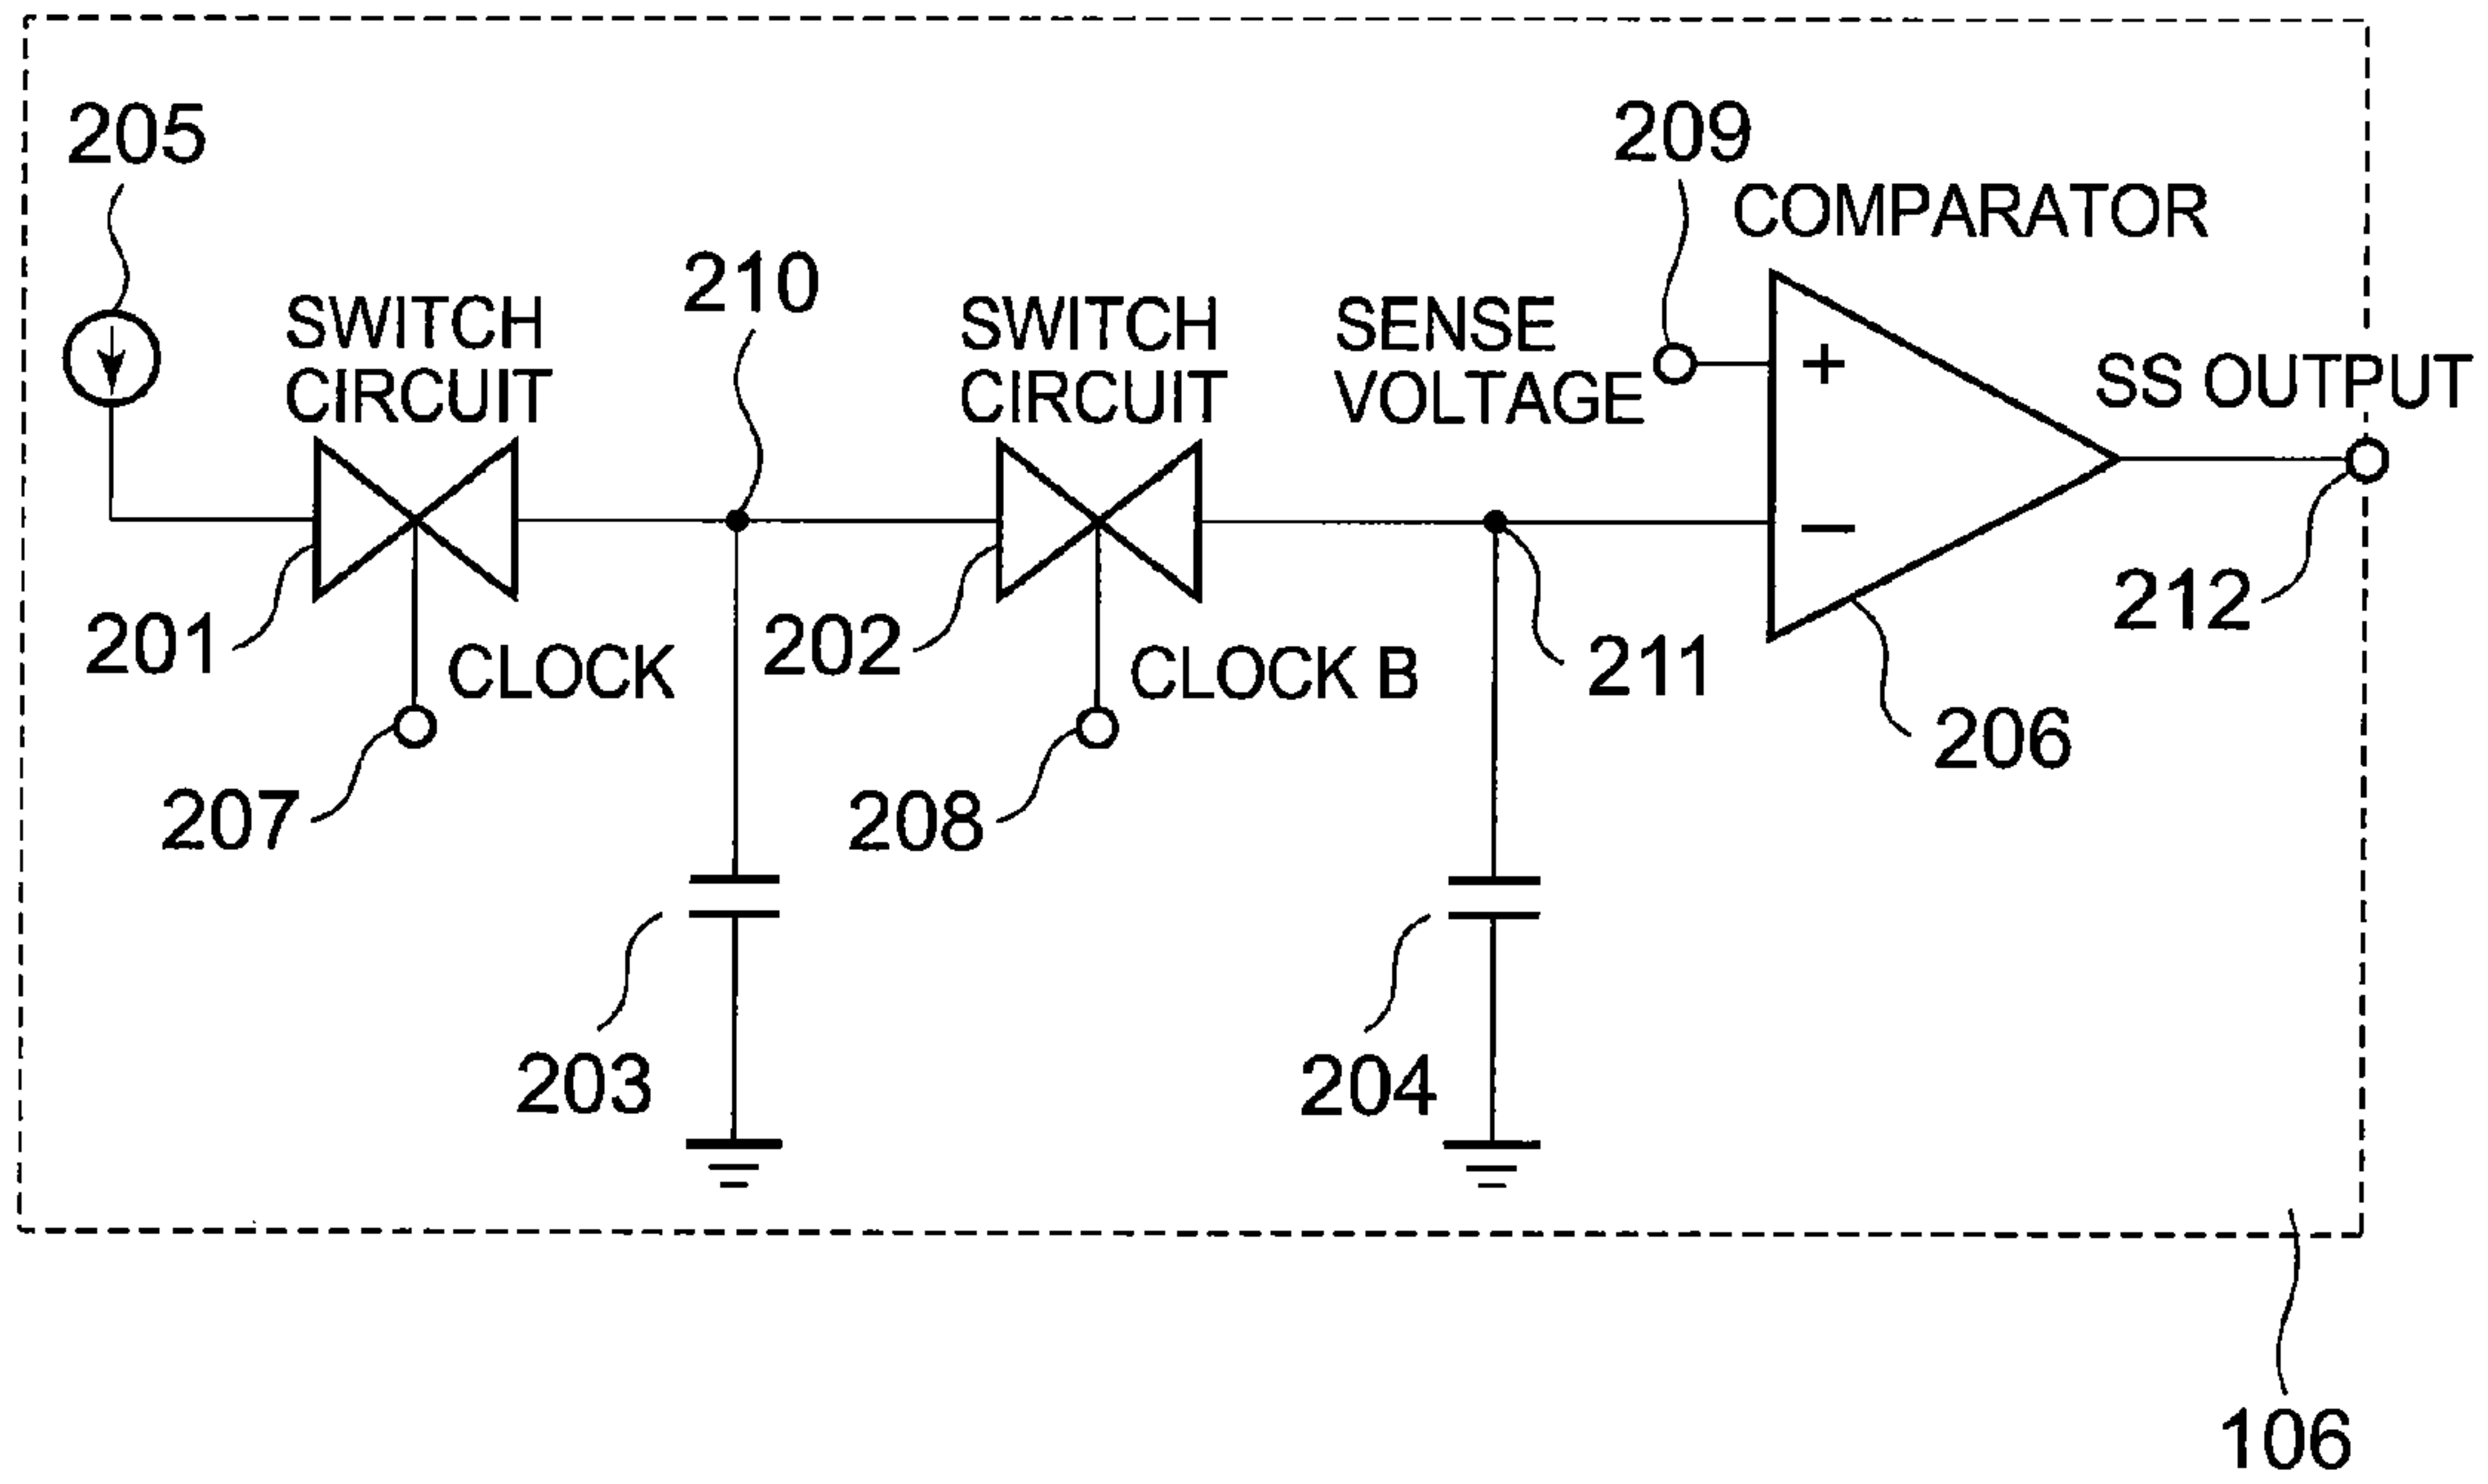 205
209
COMPARATOR
210
SWITCH
CIRCUIT
SWITCH
CIRCUIT
SENSE
VOLTAGE
+
SS OUTPUT
−
201
CLOCK
202
CLOCK B
211
212
206
207
208
203
204
106